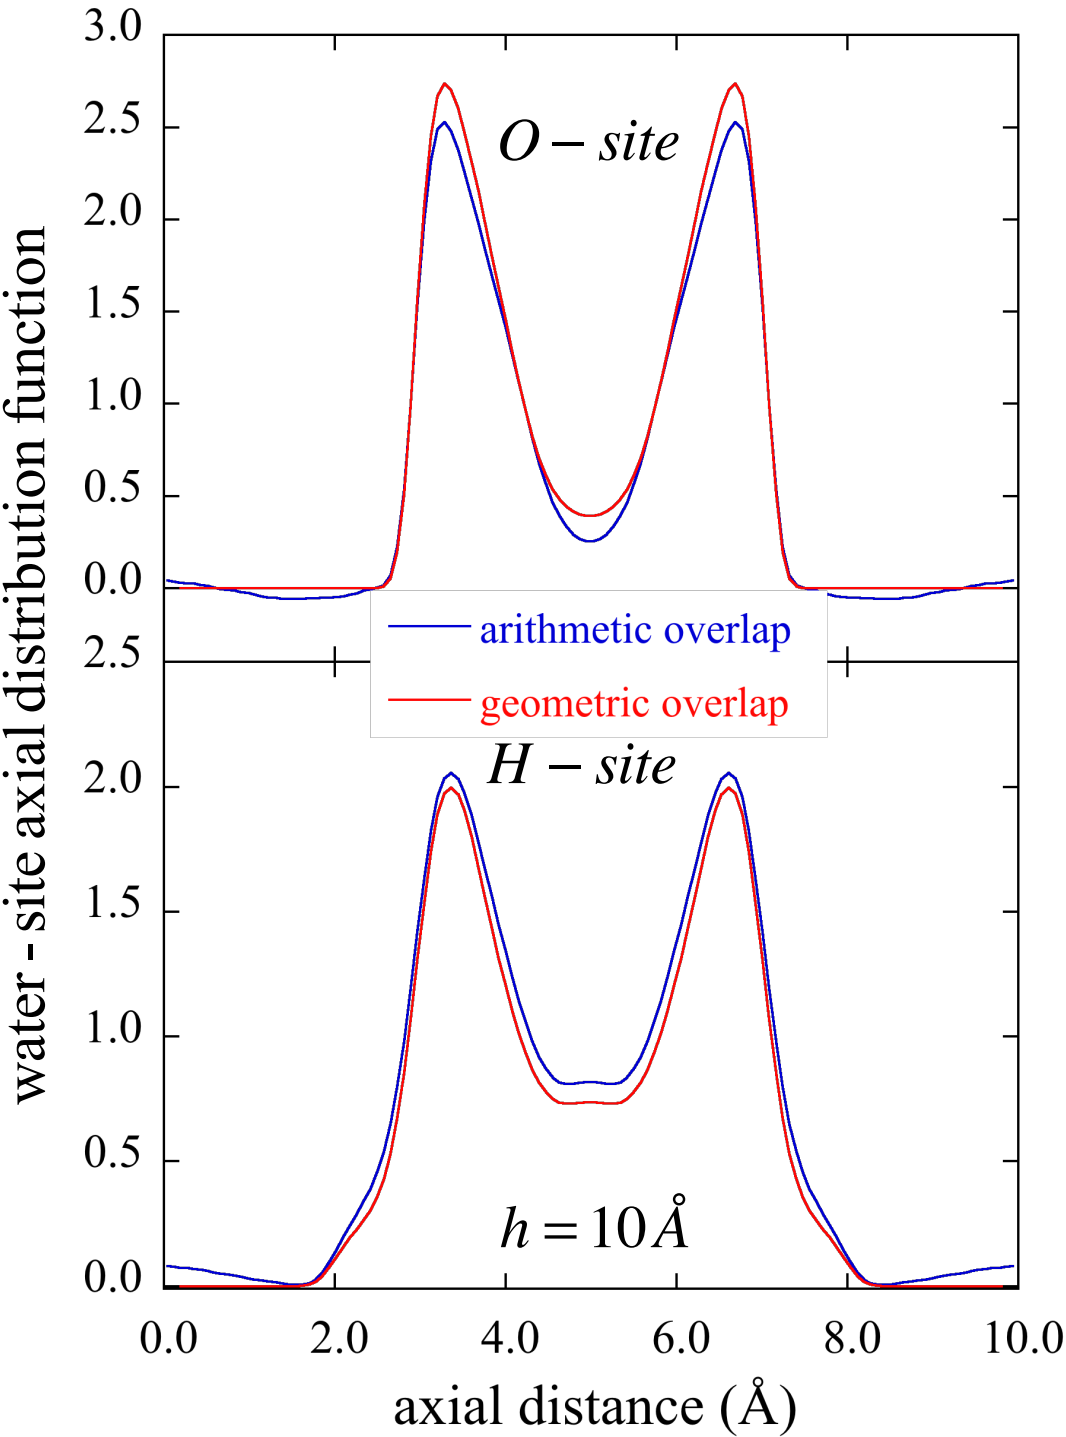 water - site axial distribution function
3.0
2.5
2.0
1.5
1.0
0.5
0.0
O – site
arithmetic overlap
geometric overlap
2.5
2.0
1.5
1.0
0.5
0.0
H – site
h = 10 Å
0.0 2.0 4.0 6.0 8.0 10.0
axial distance (Å)